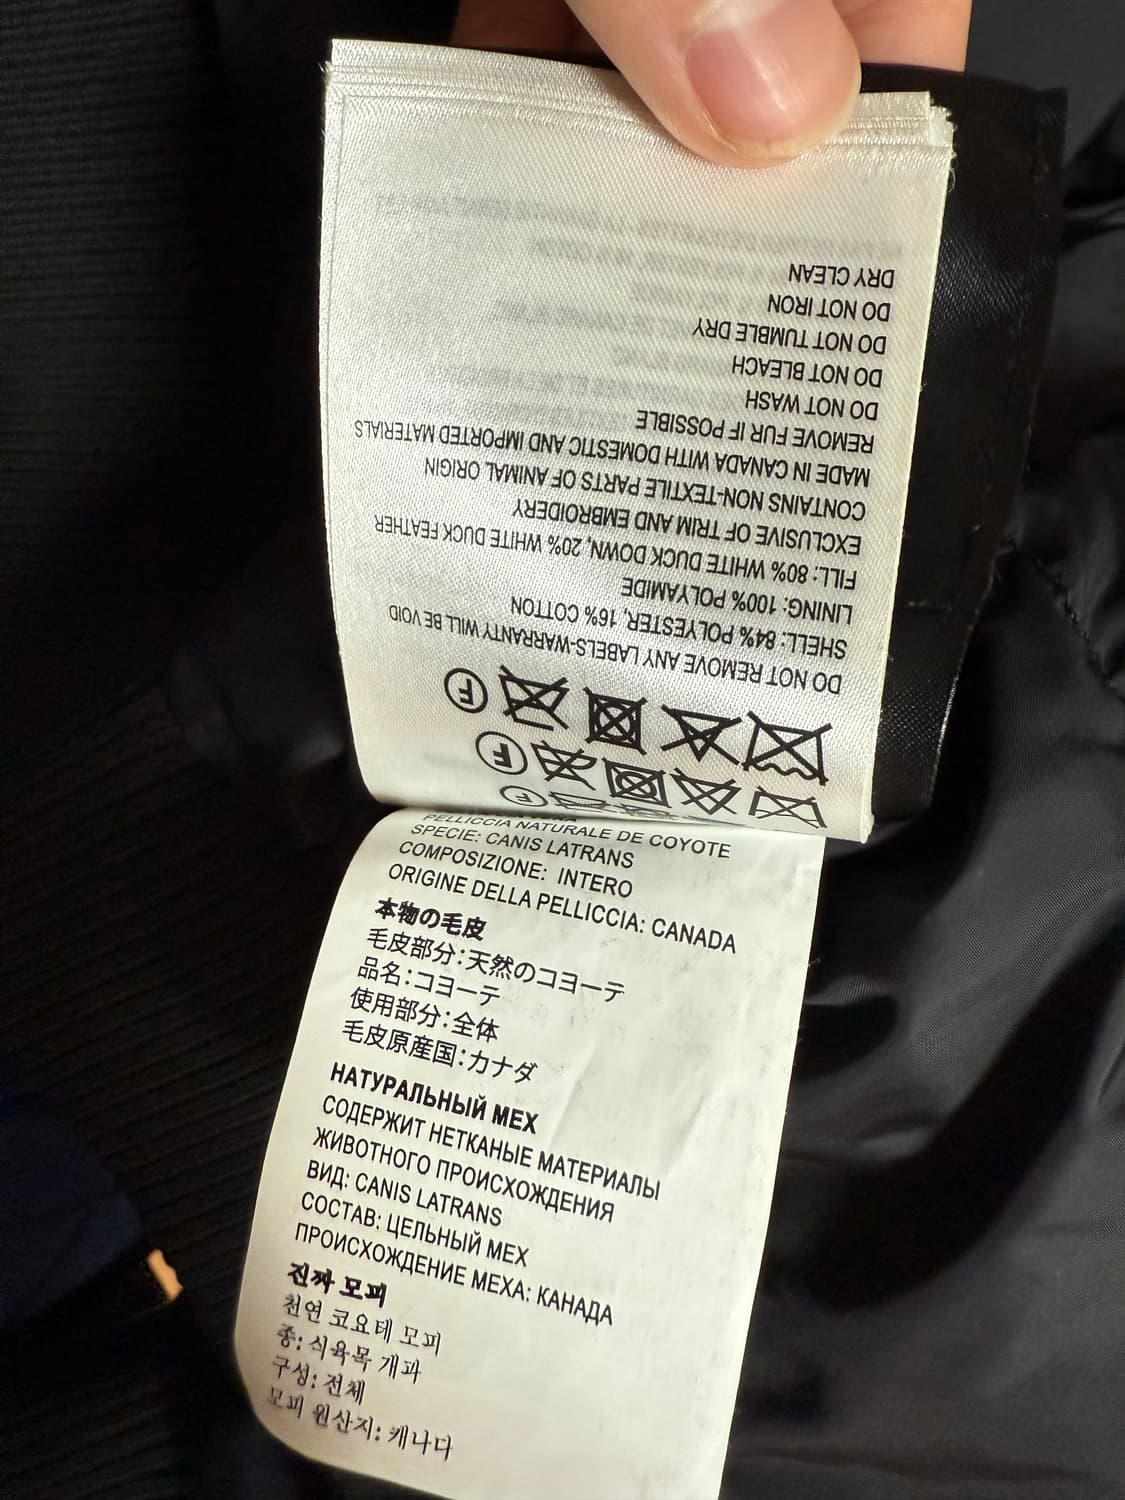 DO NOT REMOVE ANY LABELS-WARRANTY WILL BE VOID
SHELL: 84% POLYESTER, 16% COTTON
LINING: 100% POLYAMIDE
FILL: 80% WHITE DUCK DOWN, 20% WHITE DUCK FEATHER
EXCLUSIVE OF TRIM AND EMBROIDERY
CONTAINS NON-TEXTILE PARTS OF ANIMAL ORIGIN
MADE IN CANADA WITH DOMESTIC AND IMPORTED MATERIALS
REMOVE FUR IF POSSIBLE
DO NOT WASH
DO NOT BLEACH
DO NOT TUMBLE DRY
DO NOT IRON
DRY CLEAN
F
F
F
PELLICCIA NATURALE DE COYOTE
SPECIE: CANIS LATRANS
COMPOSIZIONE: INTERO
ORIGINE DELLA PELLICCIA: CANADA
本物の毛皮
毛皮部分:天然のコヨーテ
品名:コヨーテ
使用部分:全体
毛皮原産国:カナダ
НАТУРАЛЬНЫЙ МЕХ
СОДЕРЖИТ НЕТКАНЫЕ МАТЕРИАЛЫ
ЖИВОТНОГО ПРОИСХОЖДЕНИЯ
ВИД: CANIS LATRANS
СОСТАВ: ЦЕЛЬНЫЙ МЕХ
ПРОИСХОЖДЕНИЕ МЕХА: КАНАДА
진짜 모피
천연 코요테 모피
종: 식육목 개과
구성: 전체
모피 원산지: 캐나다